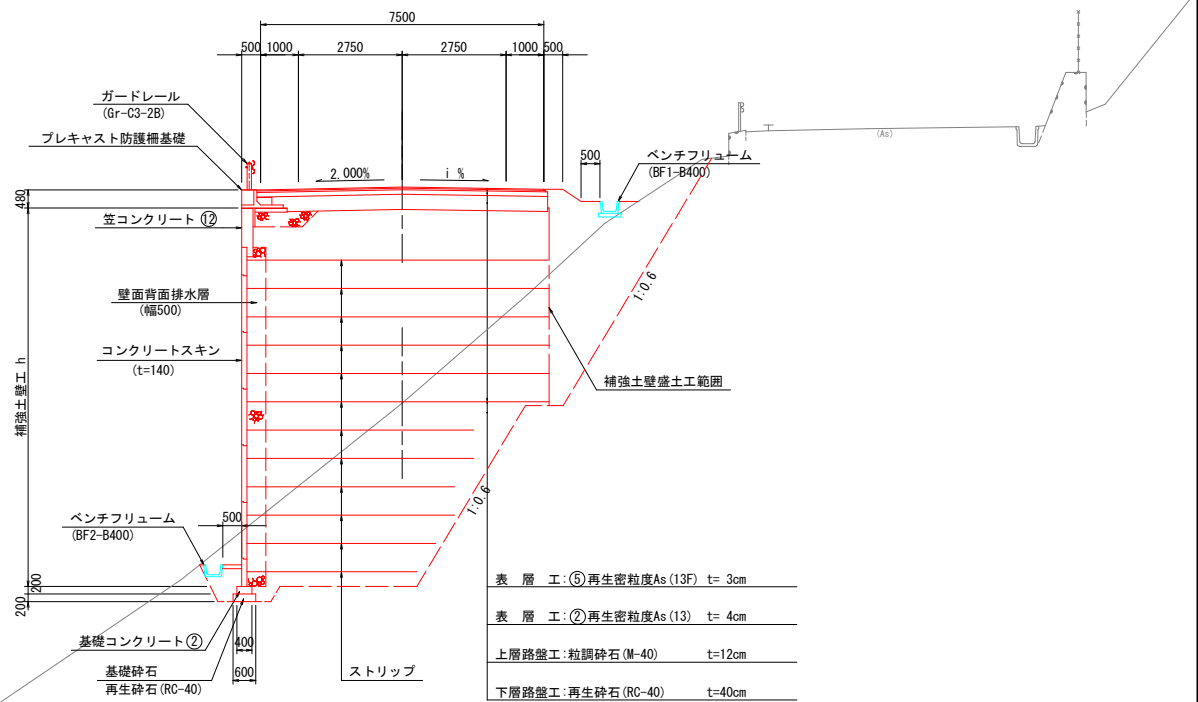 7500
500 1000 2750 2750 1000 500
ガードレール
(Gr-C3-2B)
プレキャスト防護柵基礎
2.000%
i %
500
ベンチフリューム
(BF1-B400)
(As)
480
笠コンクリート⑫
壁面背面排水層
(幅500)
コンクリートスキン
(t=140)
補強土壁工 h
1:0.6
補強土壁盛土工範囲
1:0.6
ベンチフリューム
(BF2-B400)
500
200
200
基礎コンクリート②
400
基礎砕石
再生砕石(RC-40)
600
ストリップ
表 層 工:⑤再生密粒度As(13F) t= 3cm
表 層 工:②再生密粒度As(13) t= 4cm
上層路盤工:粒調砕石(M-40) t=12cm
下層路盤工:再生砕石(RC-40) t=40cm